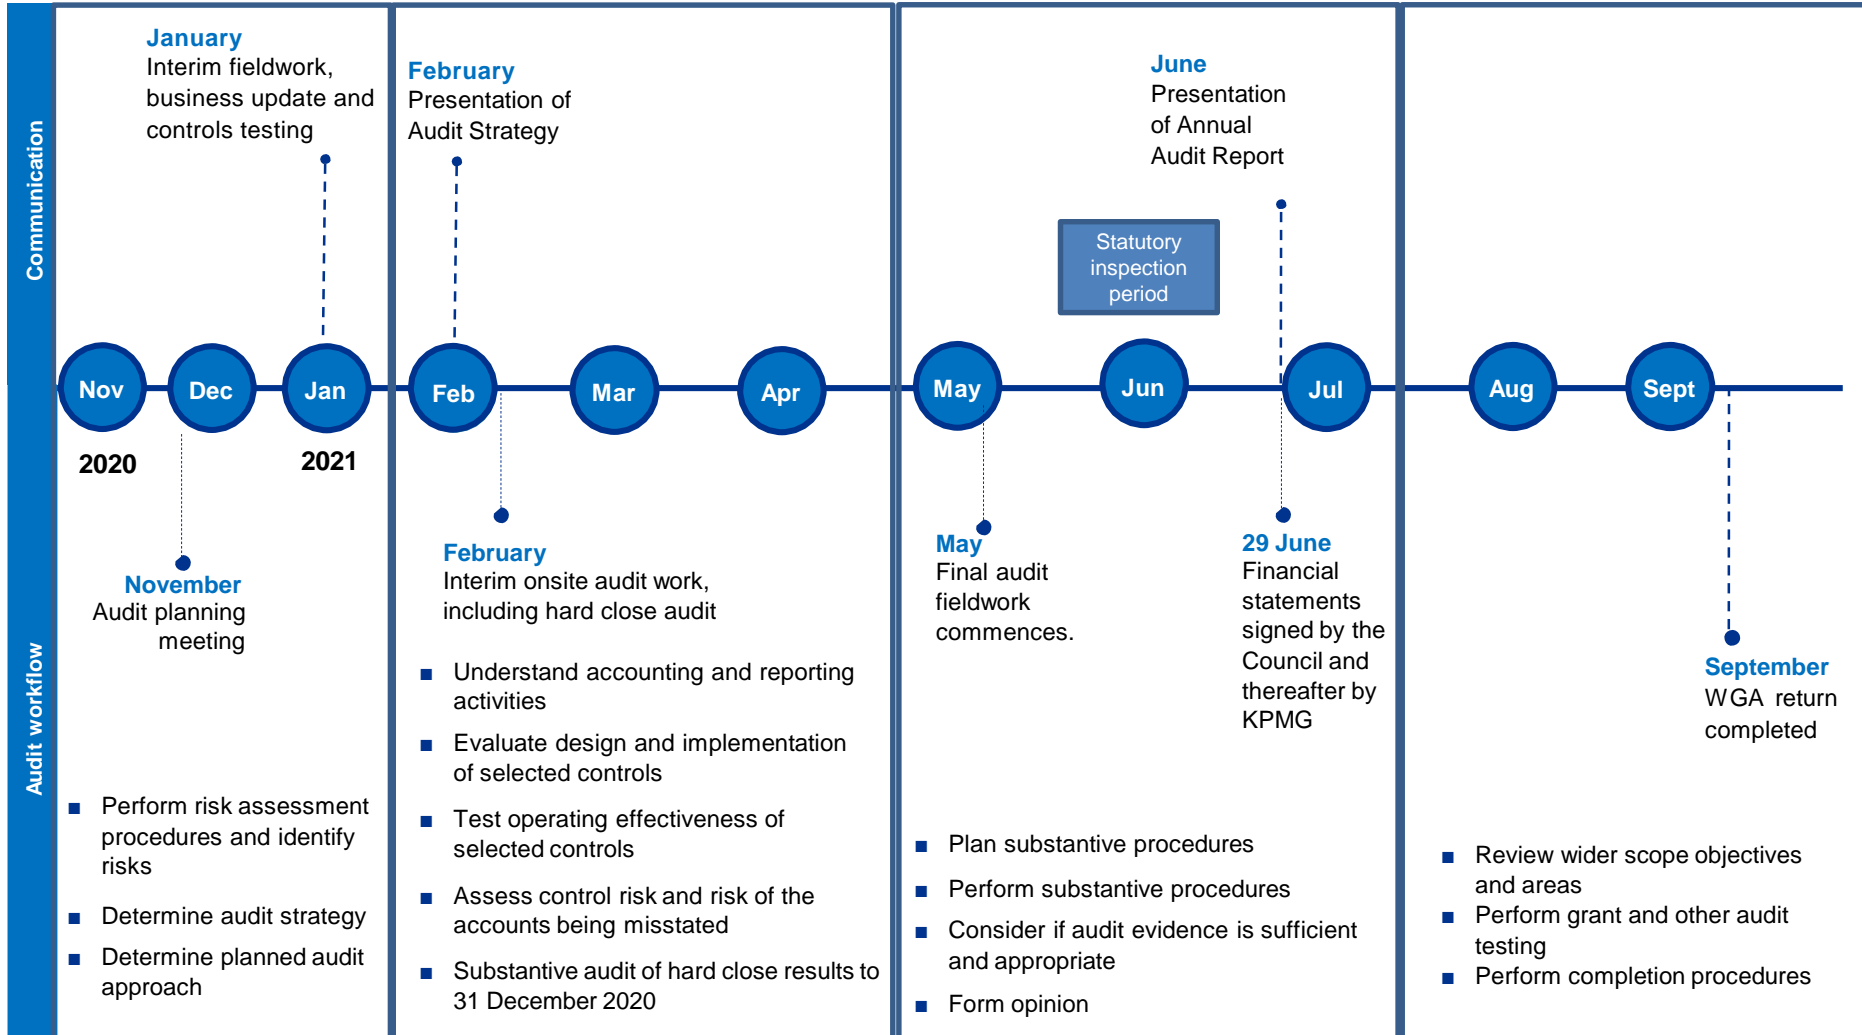 Communication
January
Interim fieldwork,
business update and
controls testing
February
Presentation of
Audit Strategy
June
Presentation
of Annual
Audit Report
Statutory
inspection
period
Nov
Dec
Jan
Feb
Mar
Apr
May
Jun
Jul
Aug
Sept
2020
2021
Audit workflow
November
Audit planning
meeting
■ Perform risk assessment
procedures and identify
risks
■ Determine audit strategy
■ Determine planned audit
approach
February
Interim onsite audit work,
including hard close audit
■ Understand accounting and reporting
activities
■ Evaluate design and implementation
of selected controls
■ Test operating effectiveness of
selected controls
■ Assess control risk and risk of the
accounts being misstated
■ Substantive audit of hard close results to
31 December 2020
May
Final audit
fieldwork
commences.
29 June
Financial
statements
signed by the
Council and
thereafter by
KPMG
■ Plan substantive procedures
■ Perform substantive procedures
■ Consider if audit evidence is sufficient
and appropriate
■ Form opinion
September
WGA return
completed
■ Review wider scope objectives
and areas
■ Perform grant and other audit
testing
■ Perform completion procedures